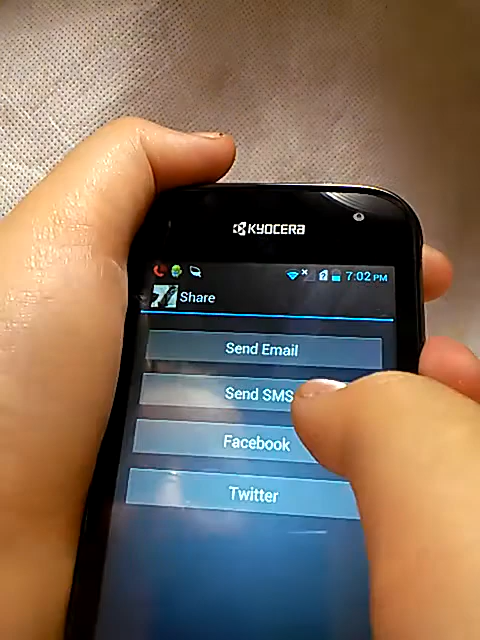 KYOCERA
7:02 PM
Share
Send Email
Send SMS
Facebook
Twitter